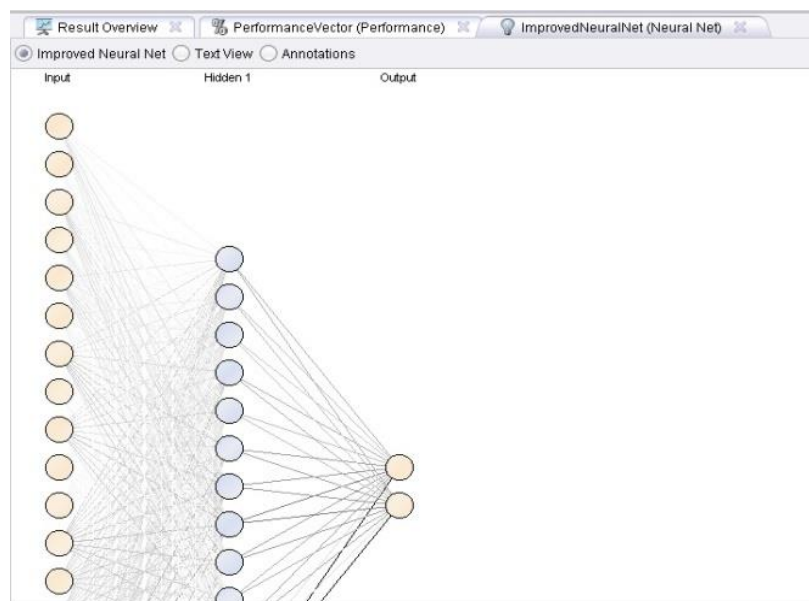 Result Overview PerformanceVector (Performance) ImprovedNeuralNet (Neural Net)
Improved Neural Net Text View Annotations
Input Hidden 1 Output